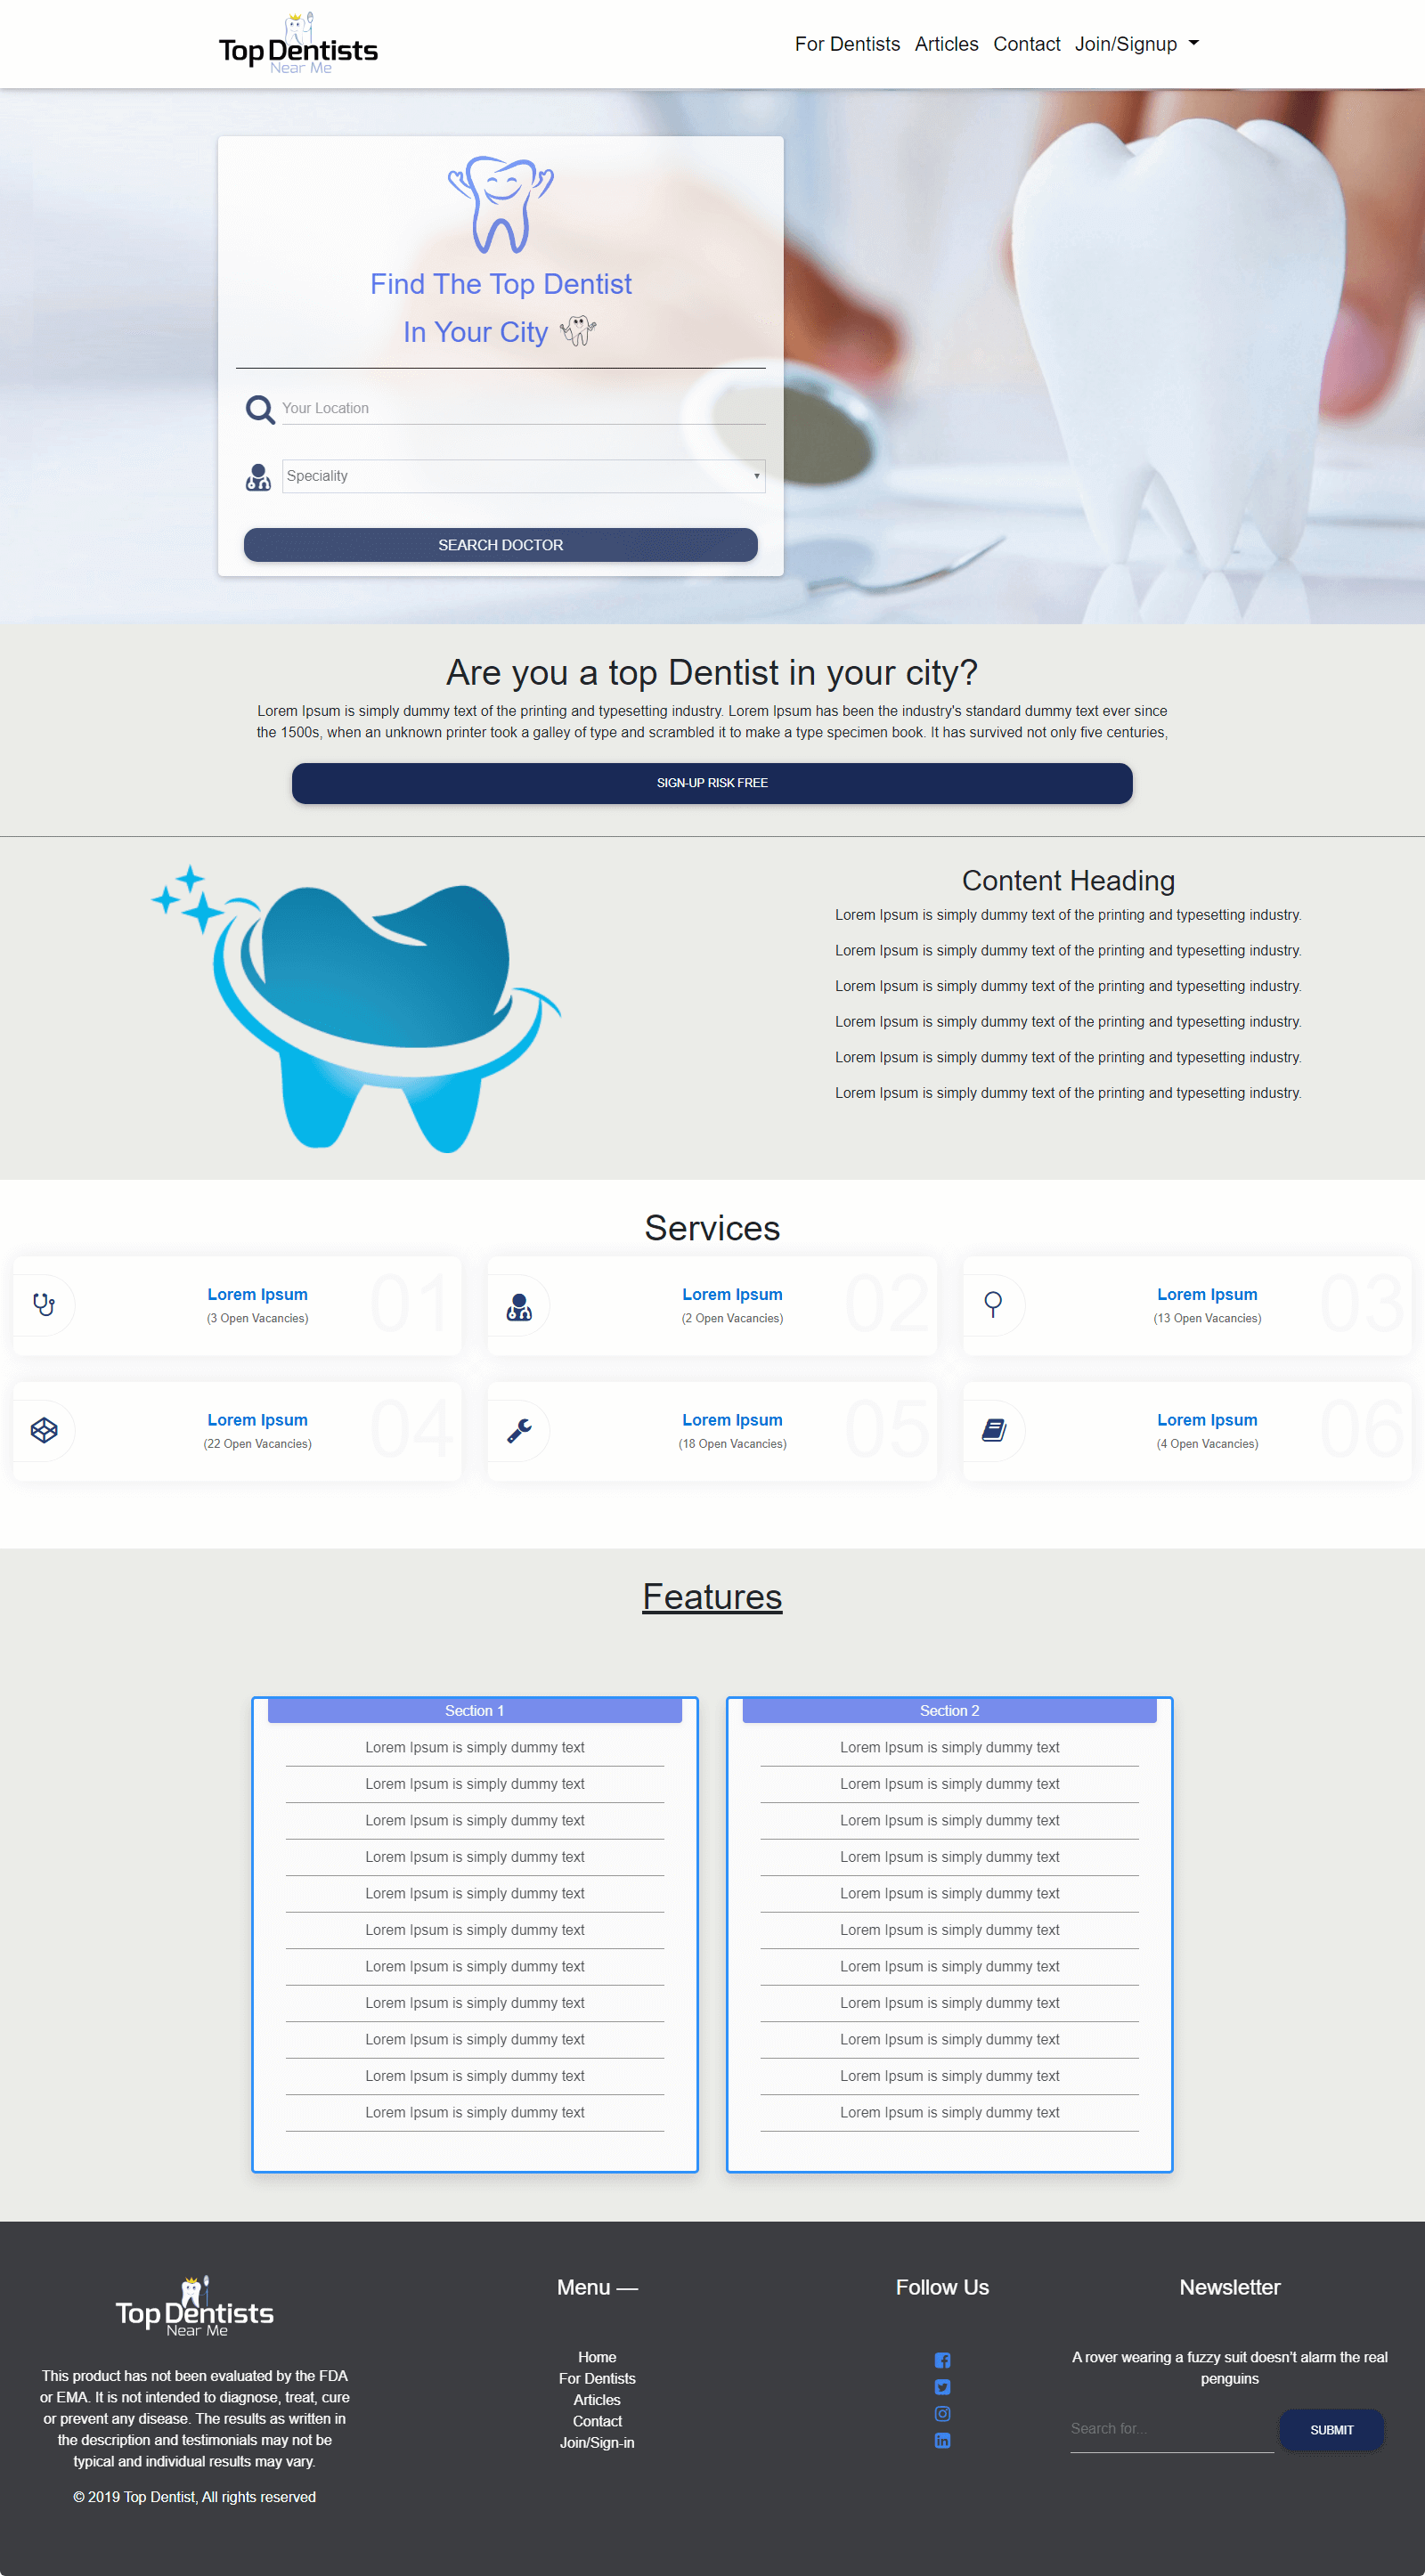 Top Dentists
Near Me
For Dentists Articles Contact Join/Signup
Find The Top Dentist
In Your City
Your Location
Speciality
SEARCH DOCTOR
Are you a top Dentist in your city?
Lorem Ipsum is simply dummy text of the printing and typesetting industry. Lorem Ipsum has been the industry's standard dummy text ever since
the 1500s, when an unknown printer took a galley of type and scrambled it to make a type specimen book. It has survived not only five centuries,
SIGN-UP RISK FREE
Content Heading
Lorem Ipsum is simply dummy text of the printing and typesetting industry.
Lorem Ipsum is simply dummy text of the printing and typesetting industry.
Lorem Ipsum is simply dummy text of the printing and typesetting industry.
Lorem Ipsum is simply dummy text of the printing and typesetting industry.
Lorem Ipsum is simply dummy text of the printing and typesetting industry.
Lorem Ipsum is simply dummy text of the printing and typesetting industry.
Services
Lorem Ipsum
(3 Open Vacancies)
01
Lorem Ipsum
(2 Open Vacancies)
02
Lorem Ipsum
(13 Open Vacancies)
03
Lorem Ipsum
(22 Open Vacancies)
04
Lorem Ipsum
(18 Open Vacancies)
05
Lorem Ipsum
(4 Open Vacancies)
06
Features
Section 1
Lorem Ipsum is simply dummy text
Lorem Ipsum is simply dummy text
Lorem Ipsum is simply dummy text
Lorem Ipsum is simply dummy text
Lorem Ipsum is simply dummy text
Lorem Ipsum is simply dummy text
Lorem Ipsum is simply dummy text
Lorem Ipsum is simply dummy text
Lorem Ipsum is simply dummy text
Lorem Ipsum is simply dummy text
Lorem Ipsum is simply dummy text
Section 2
Lorem Ipsum is simply dummy text
Lorem Ipsum is simply dummy text
Lorem Ipsum is simply dummy text
Lorem Ipsum is simply dummy text
Lorem Ipsum is simply dummy text
Lorem Ipsum is simply dummy text
Lorem Ipsum is simply dummy text
Lorem Ipsum is simply dummy text
Lorem Ipsum is simply dummy text
Lorem Ipsum is simply dummy text
Lorem Ipsum is simply dummy text
Top Dentists
Near Me
This product has not been evaluated by the FDA
or EMA. It is not intended to diagnose, treat, cure
or prevent any disease. The results as written in
the description and testimonials may not be
typical and individual results may vary.
© 2019 Top Dentist, All rights reserved
Menu —
Home
For Dentists
Articles
Contact
Join/Sign-in
Follow Us
Newsletter
A rover wearing a fuzzy suit doesn't alarm the real
penguins
Search for...
SUBMIT